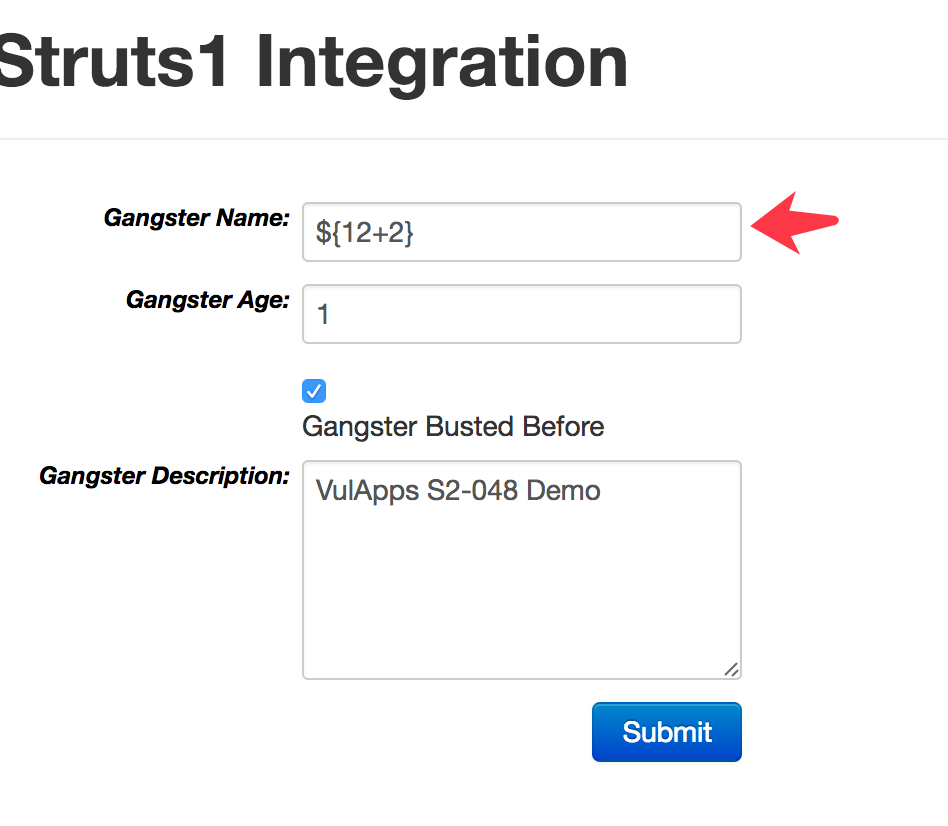 Struts1 Integration
Gangster Name:
${12+2}
Gangster Age:
1
Gangster Busted Before
Gangster Description:
VulApps S2-048 Demo
Submit